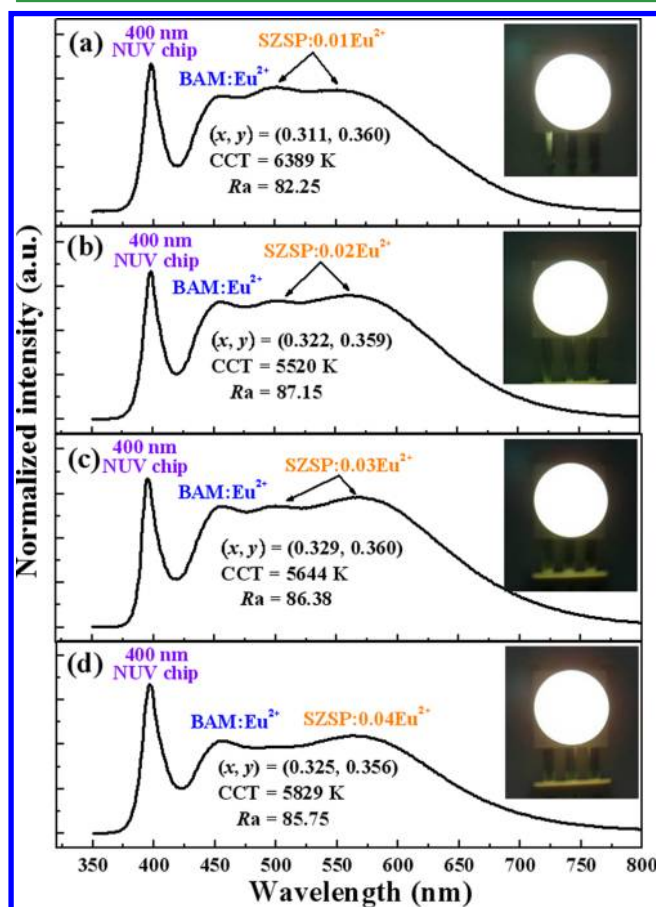 Normalized intensity (a.u.)
(a)
400 nm
NUV chip
BAM:Eu²⁺
SZSP:0.01Eu²⁺
(x, y) = (0.311, 0.360)
CCT = 6389 K
Ra = 82.25
(b)
400 nm
NUV chip
BAM:Eu²⁺
SZSP:0.02Eu²⁺
(x, y) = (0.322, 0.359)
CCT = 5520 K
Ra = 87.15
(c)
400 nm
NUV chip
BAM:Eu²⁺
SZSP:0.03Eu²⁺
(x, y) = (0.329, 0.360)
CCT = 5644 K
Ra = 86.38
(d)
400 nm
NUV chip
BAM:Eu²⁺
SZSP:0.04Eu²⁺
(x, y) = (0.325, 0.356)
CCT = 5829 K
Ra = 85.75
350 400 450 500 550 600 650 700 750 800
Wavelength (nm)